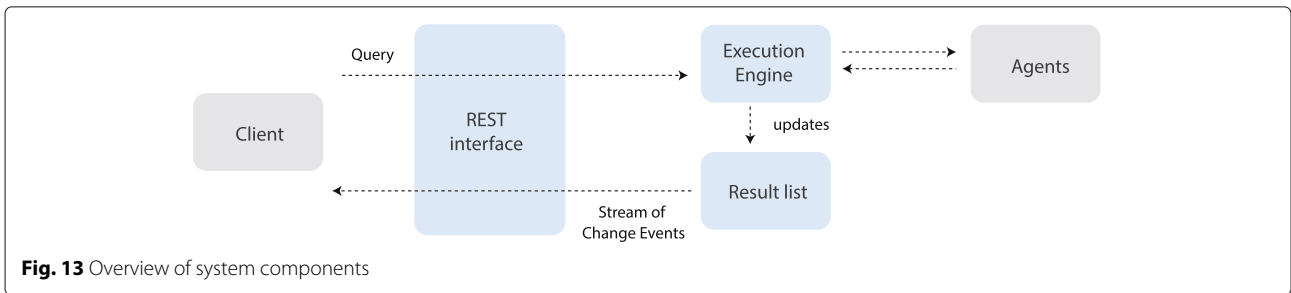 Query
Execution
Engine
Agents
Client
REST
interface
updates
Result list
Stream of
Change Events
Fig. 13 Overview of system components